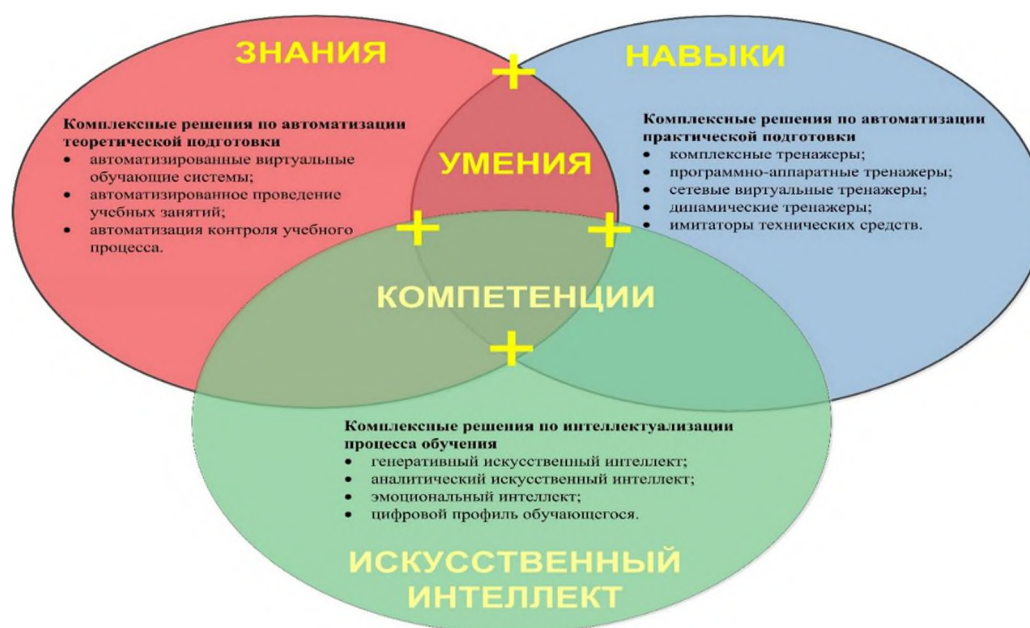 ЗНАНИЯ
Комплексные решения по автоматизации
теоретической подготовки
• автоматизированные виртуальные
обучающие системы;
• автоматизированное проведение
учебных занятий;
• автоматизация контроля учебного
процесса.
НАВЫКИ
Комплексные решения по автоматизации
практической подготовки
• комплексные тренажеры;
• программно-аппаратные тренажеры;
• сетевые виртуальные тренажеры;
• динамические тренажеры;
• имитаторы технических средств.
+
УМЕНИЯ
+ +
КОМПЕТЕНЦИИ
+
Комплексные решения по интеллектуализации
процесса обучения
• генеративный искусственный интеллект;
• аналитический искусственный интеллект;
• эмоциональный интеллект;
• цифровой профиль обучающегося.
ИСКУССТВЕННЫЙ
ИНТЕЛЛЕКТ